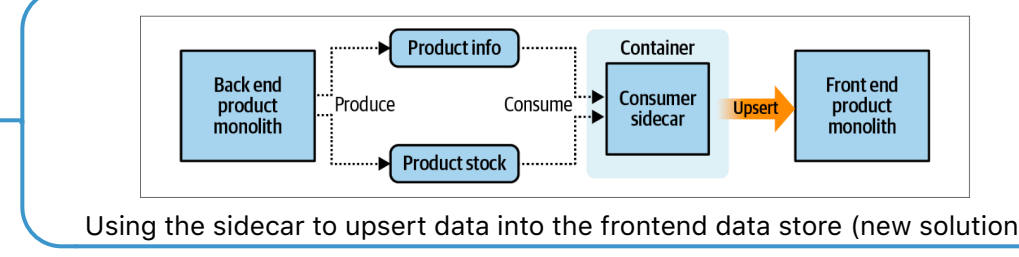 Product info
Container
Back end
product
monolith
Produce
Consume
Consumer
sidecar
Upsert
Front end
product
monolith
Product stock
Using the sidecar to upsert data into the frontend data store (new solution